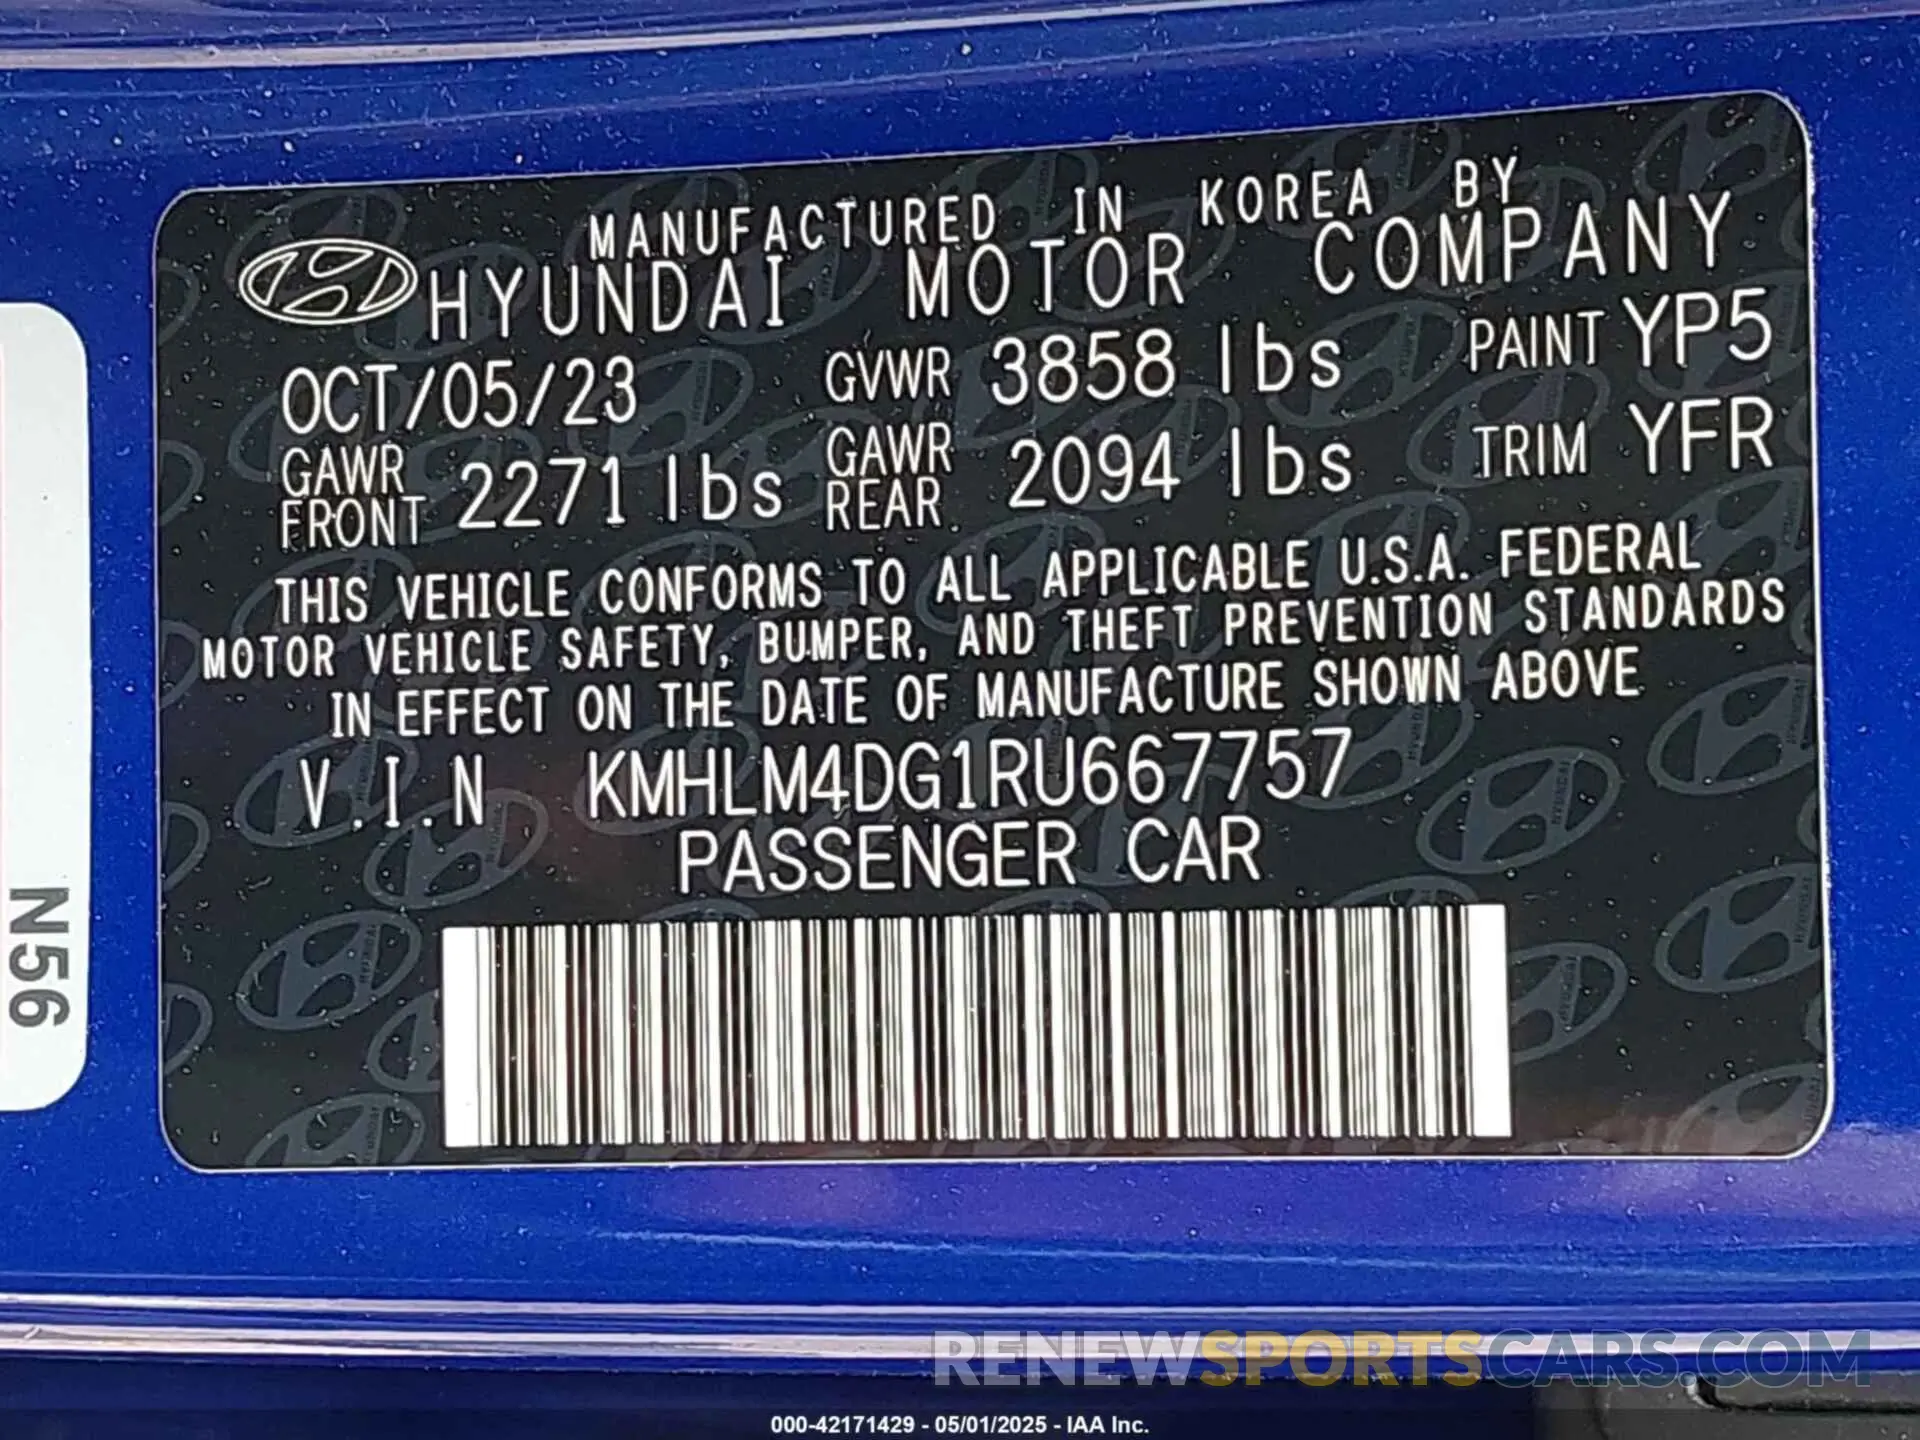 MANUFACTURED IN KOREA BY
HYUNDAI MOTOR COMPANY
OCT/05/23 GVWR 3858 lbs PAINT YP5
GAWR FRONT 2271 lbs GAWR REAR 2094 lbs TRIM YFR
THIS VEHICLE CONFORMS TO ALL APPLICABLE U.S.A. FEDERAL
MOTOR VEHICLE SAFETY, BUMPER, AND THEFT PREVENTION STANDARDS
IN EFFECT ON THE DATE OF MANUFACTURE SHOWN ABOVE
V.I.N KMHLM4DG1RU667757
PASSENGER CAR
N56
RENEWSPORTSCARS.COM
000-42171429 - 05/01/2025 - IAA Inc.